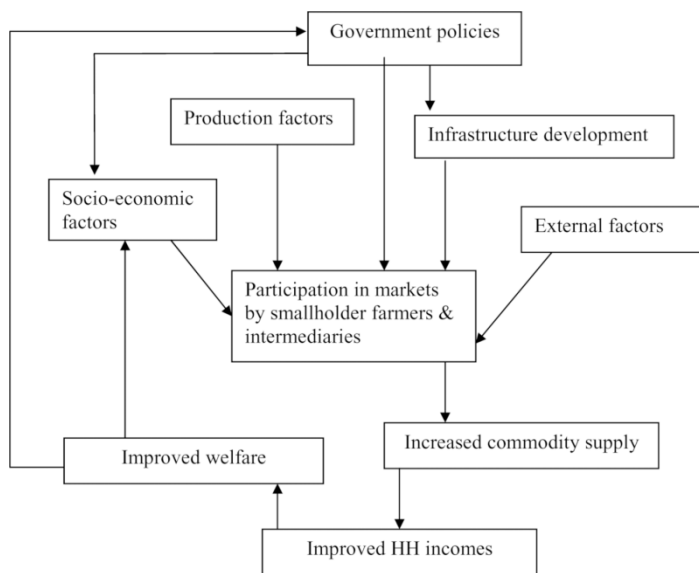 Government policies
Production factors
Infrastructure development
Socio-economic
factors
External factors
Participation in markets
by smallholder farmers &
intermediaries
Increased commodity supply
Improved welfare
Improved HH incomes